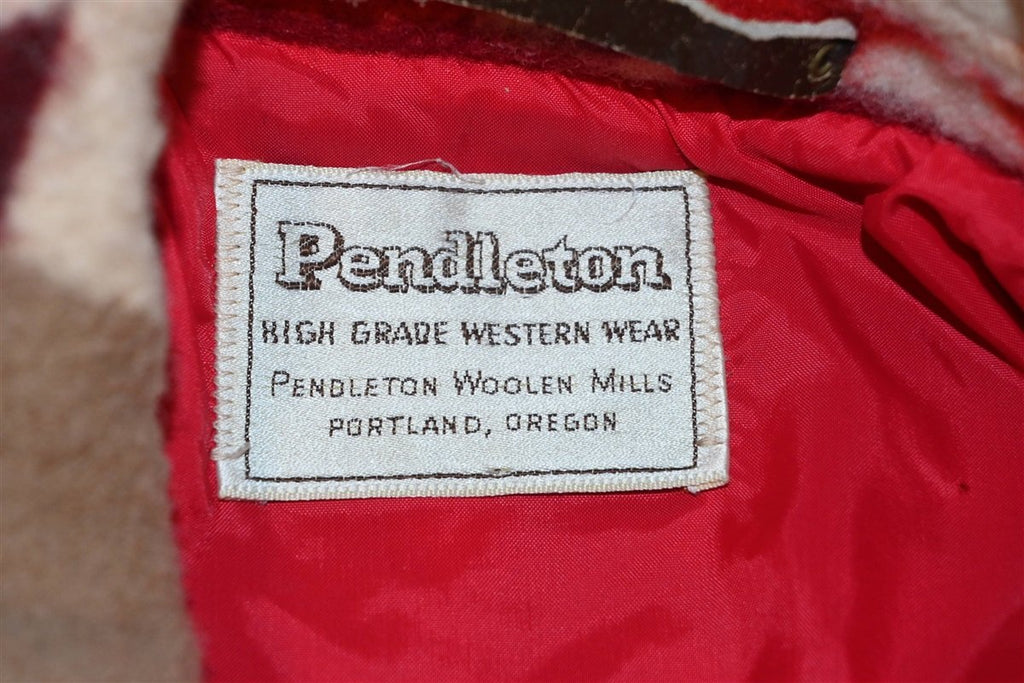 Pendleton
HIGH GRADE WESTERN WEAR
PENDLETON WOOLEN MILLS
PORTLAND, OREGON